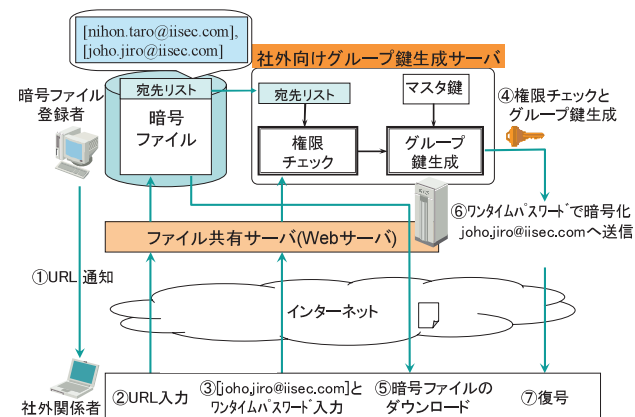 [nihon.taro@iisec.com],
[joho.jiro@iisec.com]
社外向けグループ鍵生成サーバ
暗号ファイル
登録者
宛先リスト
暗号
ファイル
宛先リスト
マスタ鍵
権限
チェック
グループ
鍵生成
④権限チェックと
グループ鍵生成
⑥ワンタイムパスワードで暗号化
joho.jiro@iisec.comへ送信
ファイル共有サーバ(Webサーバ)
①URL 通知
インターネット
社外関係者
②URL入力
③[joho.jiro@iisec.com]と
ワンタイムパスワード入力
⑤暗号ファイルの
ダウンロード
⑦復号